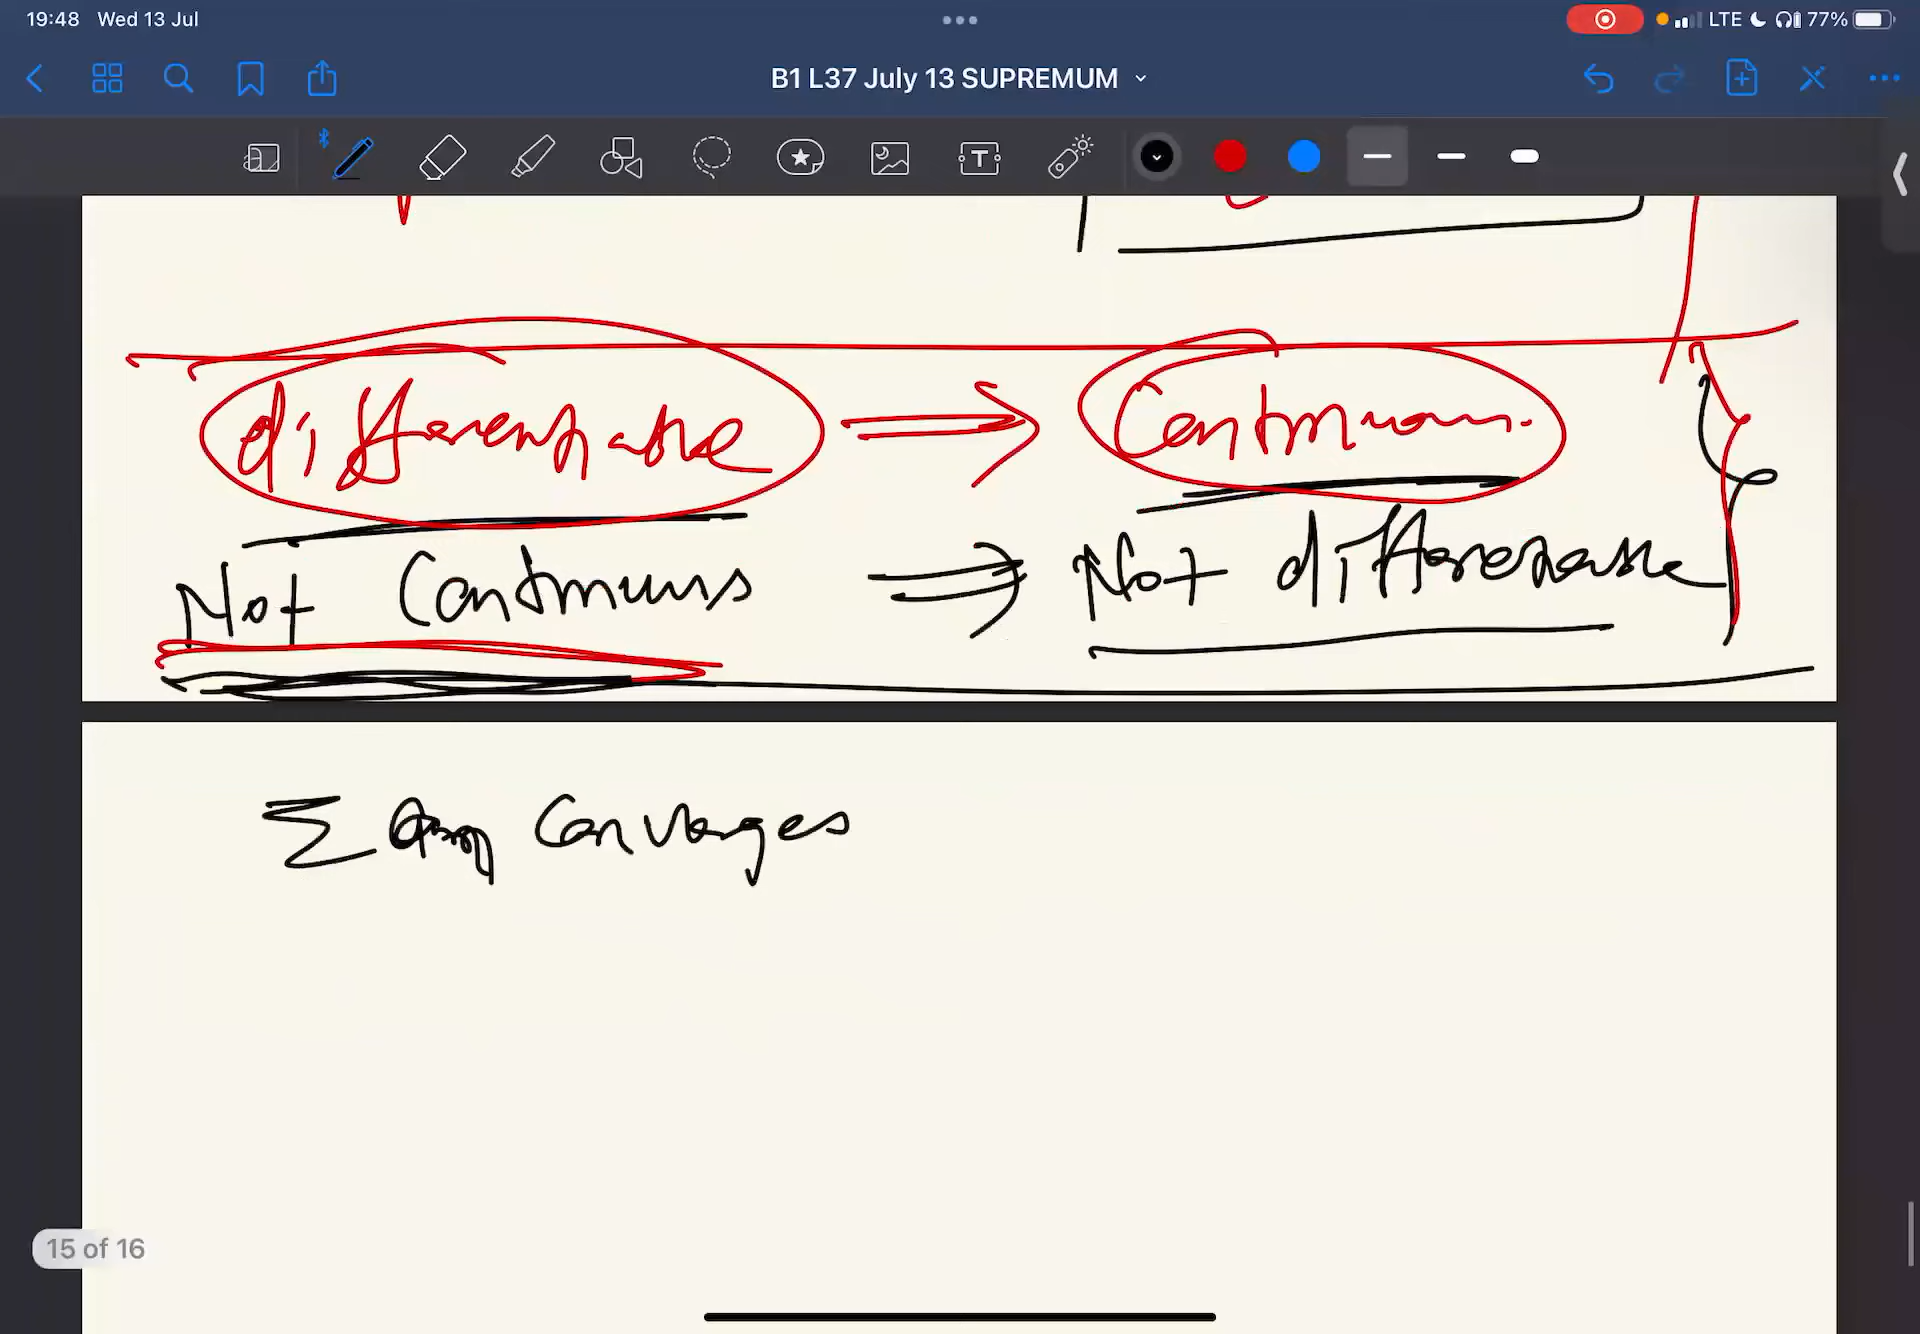 19:48 Wed 13 Jul LTE 77%
B1 L37 July 13 SUPREMUM
T
differentiable ⟹ Continuous.
Not Continuous ⟹ Not differentiable
Σ an Converges
15 of 16